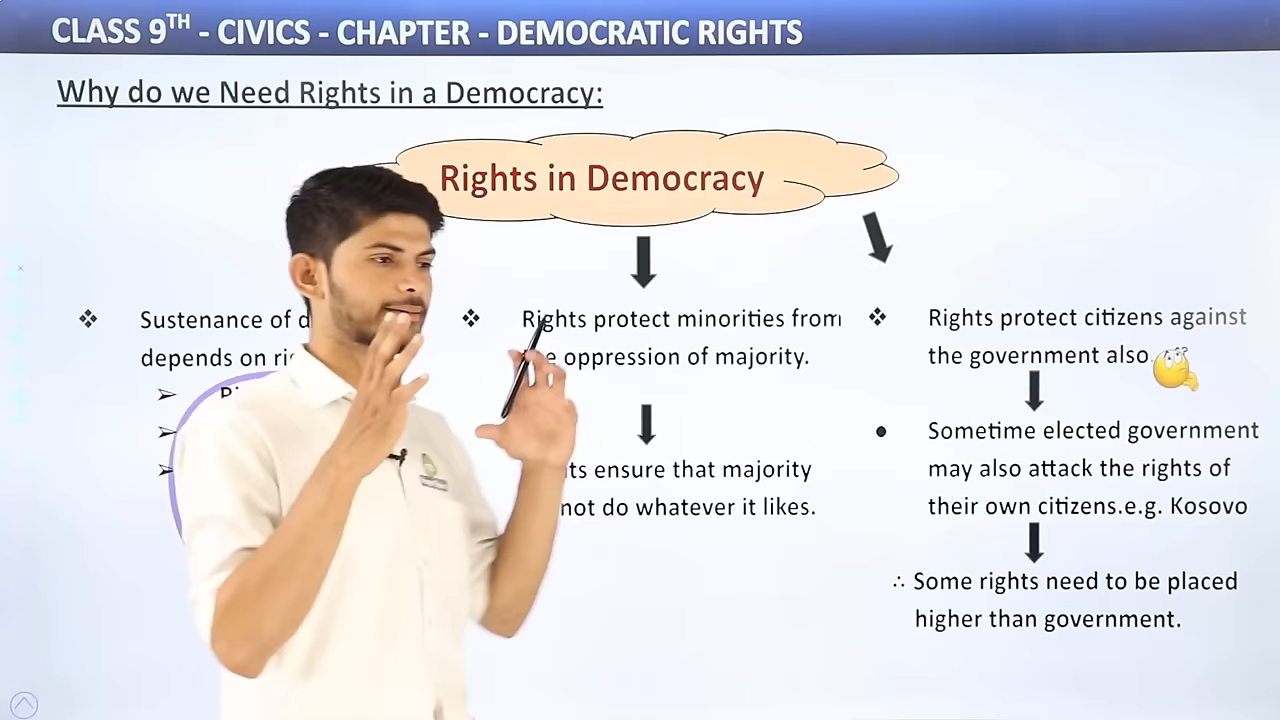 CLASS 9TH - CIVICS - CHAPTER - DEMOCRATIC RIGHTS
Why do we Need Rights in a Democracy:
Rights in Democracy
Sustenance of
depends on
Rights protect minorities from
oppression of majority.
ensure that majority
not do whatever it likes.
Rights protect citizens against
the government also.
Sometime elected government
may also attack the rights of
their own citizens.e.g. Kosovo
∴ Some rights need to be placed
higher than government.